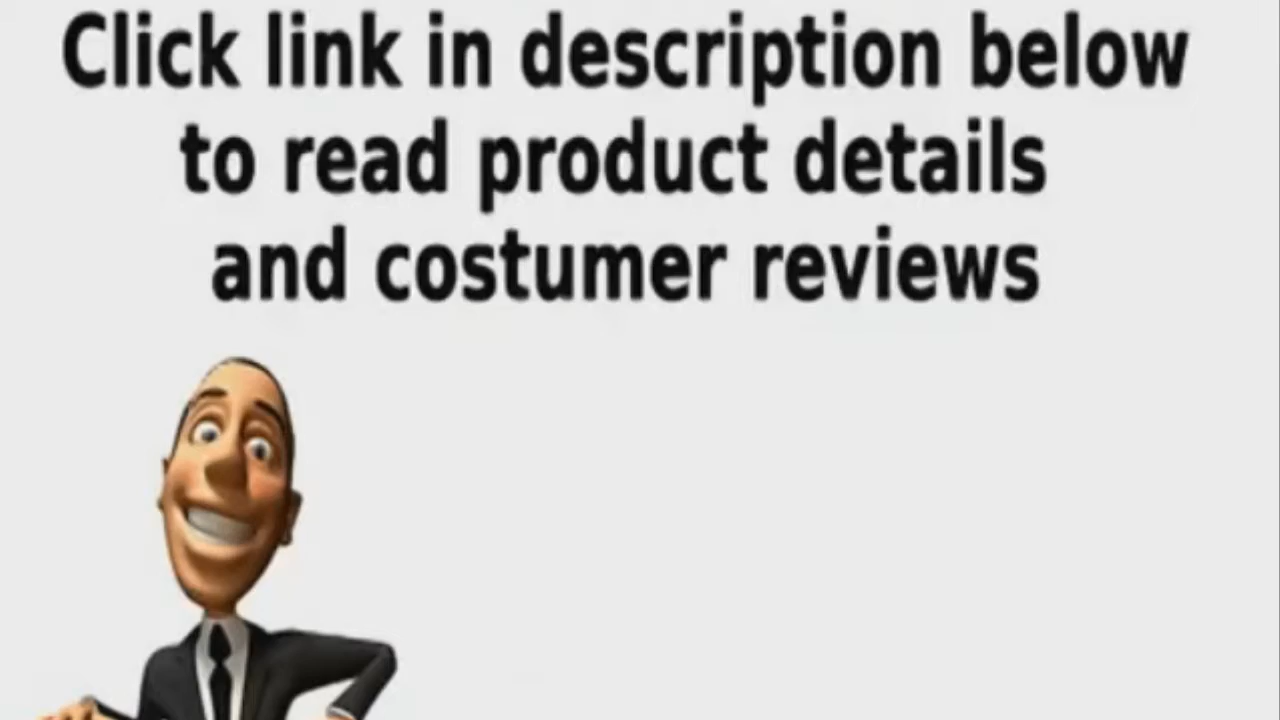 Click link in description below
to read product details
and costumer reviews